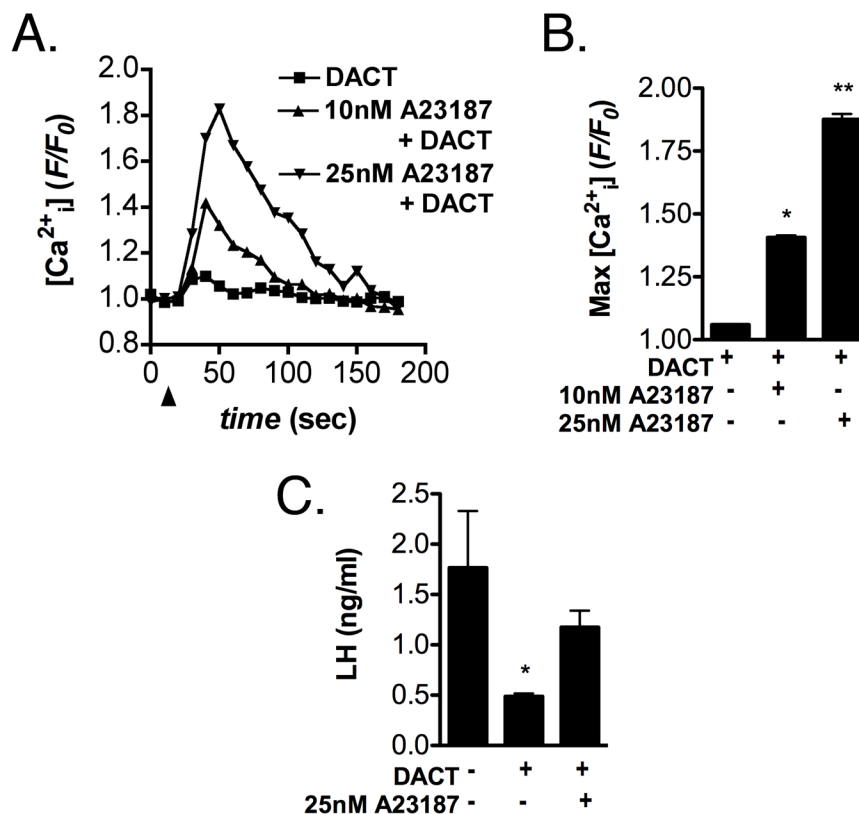 A.
[Ca²⁺ᵢ] (F/F₀)
2.0
1.8
1.6
1.4
1.2
1.0
0.8
0 50 100 150 200
time (sec)
DACT
10nM A23187
+ DACT
25nM A23187
+ DACT
B.
Max [Ca²⁺ᵢ] (F/F₀)
2.00
1.75
1.50
1.25
1.00
*
**
DACT + + +
10nM A23187 - + -
25nM A23187 - - +
C.
LH (ng/ml)
2.5
2.0
1.5
1.0
0.5
0.0
*
DACT - + +
25nM A23187 - - +